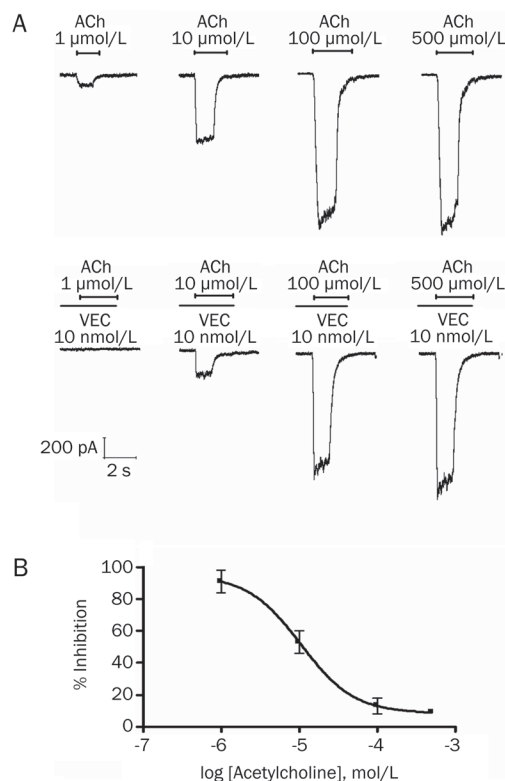 A
ACh ACh ACh ACh
1 µmol/L 10 µmol/L 100 µmol/L 500 µmol/L
ACh ACh ACh ACh
1 µmol/L 10 µmol/L 100 µmol/L 500 µmol/L
VEC VEC VEC VEC
10 nmol/L 10 nmol/L 10 nmol/L 10 nmol/L
200 pA
2 s
B
100
80
60
40
20
0
% Inhibition
-7 -6 -5 -4 -3
log [Acetylcholine], mol/L